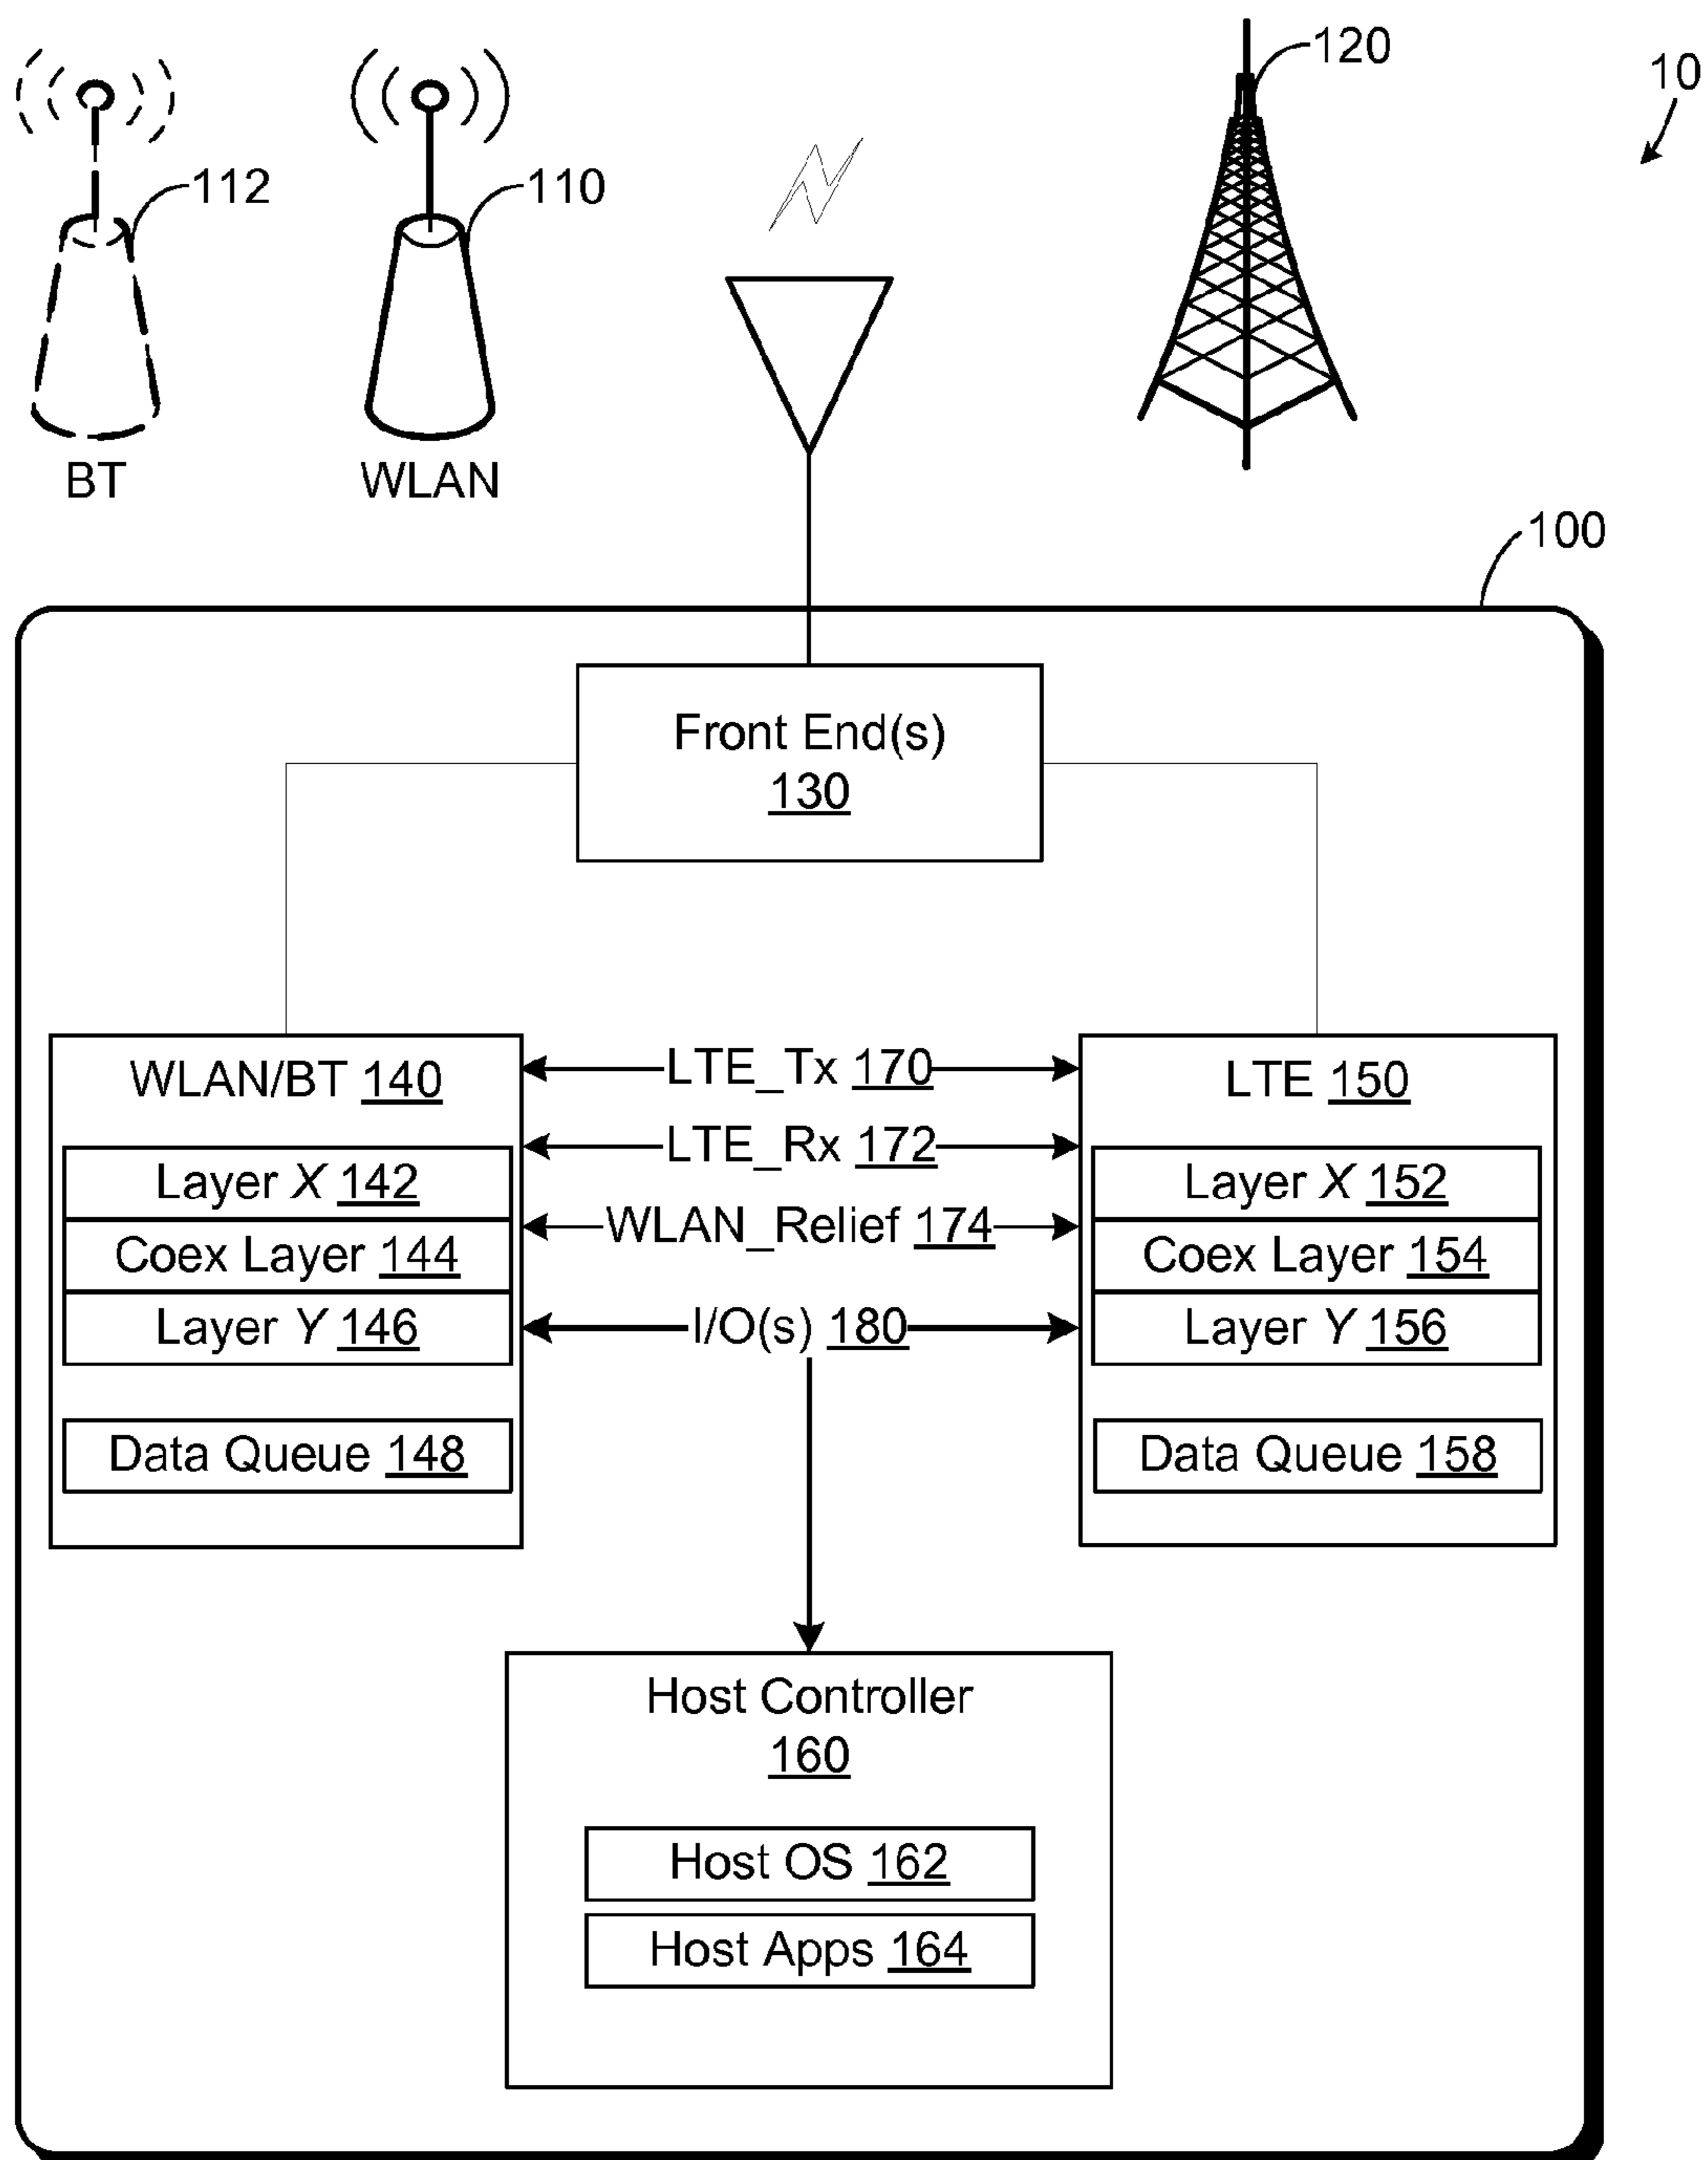 120
10
112
110
BT
WLAN
100
Front End(s)
130
WLAN/BT 140
Layer X 142
Coex Layer 144
Layer Y 146
Data Queue 148
LTE_Tx 170
LTE_Rx 172
WLAN_Relief 174
I/O(s) 180
LTE 150
Layer X 152
Coex Layer 154
Layer Y 156
Data Queue 158
Host Controller
160
Host OS 162
Host Apps 164